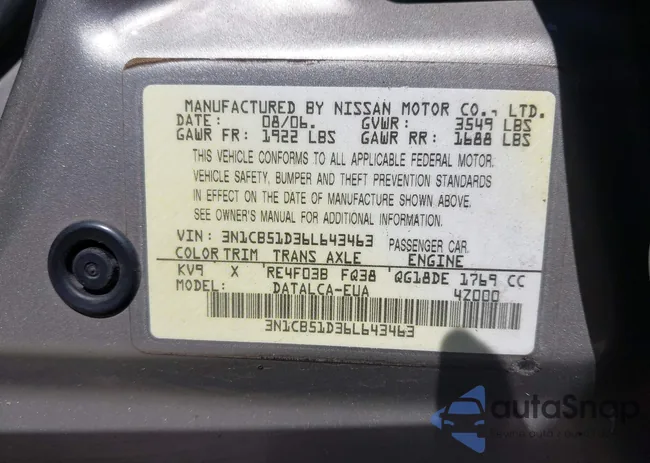 MANUFACTURED BY NISSAN MOTOR CO., LTD.
DATE: 08/06. GVWR: 3549 LBS
GAWR FR: 1922 LBS GAWR RR: 1688 LBS
THIS VEHICLE CONFORMS TO ALL APPLICABLE FEDERAL MOTOR
VEHICLE SAFETY, BUMPER AND THEFT PREVENTION STANDARDS
IN EFFECT ON THE DATE OF MANUFACTURE SHOWN ABOVE.
SEE OWNER'S MANUAL FOR ADDITIONAL INFORMATION.
VIN: 3N1CB51D36L643463 PASSENGER CAR.
COLOR TRIM TRANS AXLE ENGINE
KV9 X RE4F03B FQ38 QG18DE 1769 CC
MODEL: DATALCA-EUA 4Z000
3N1CB51D36L643463
autaSnap